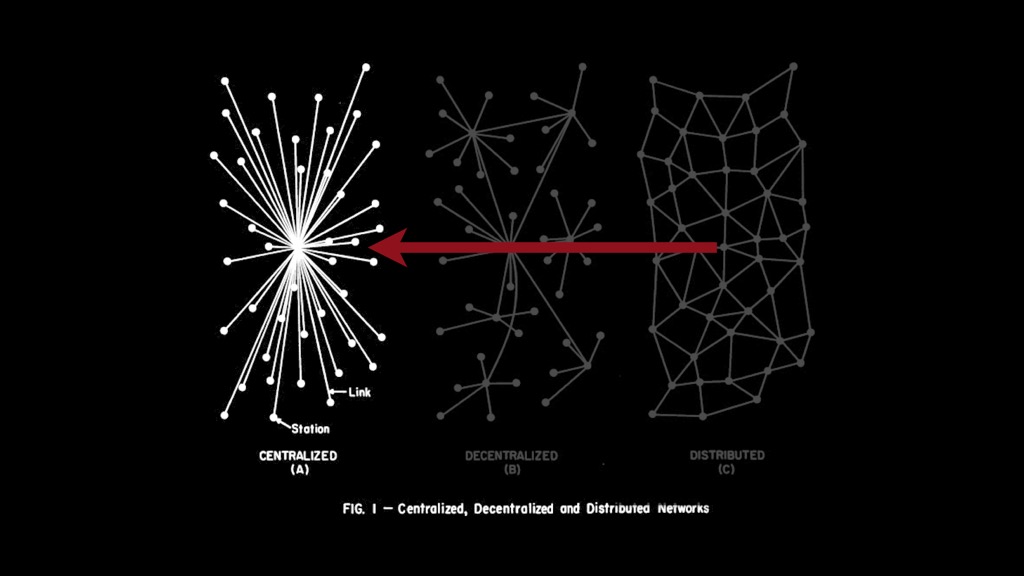 Link
Station
CENTRALIZED
(A)
DECENTRALIZED
(B)
DISTRIBUTED
(C)
FIG. I — Centralized, Decentralized and Distributed Networks